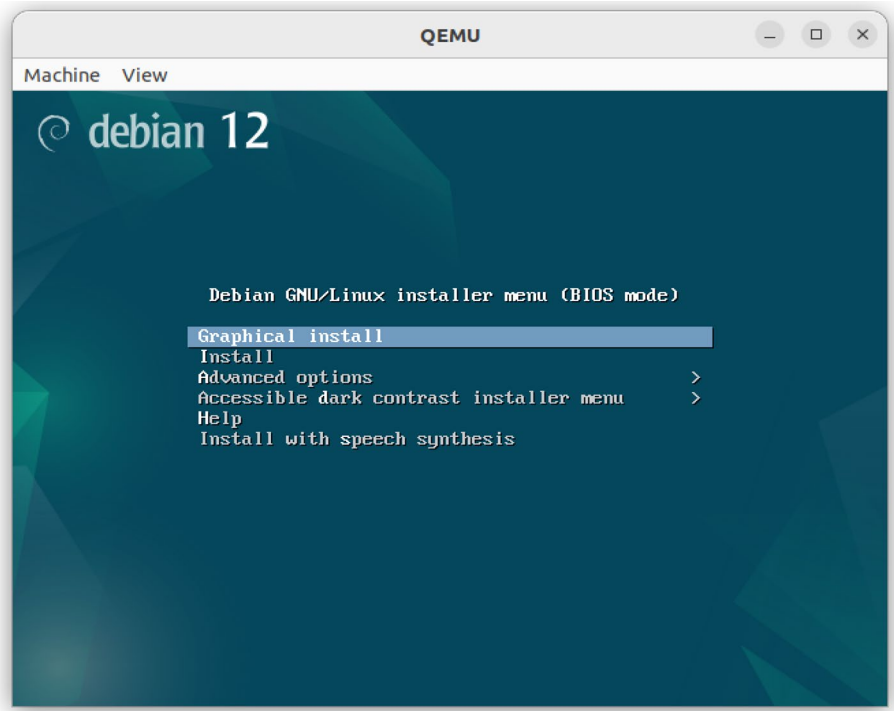 QEMU
Machine View
debian 12
Debian GNU/Linux installer menu (BIOS mode)
Graphical install
Install
Advanced options >
Accessible dark contrast installer menu >
Help
Install with speech synthesis